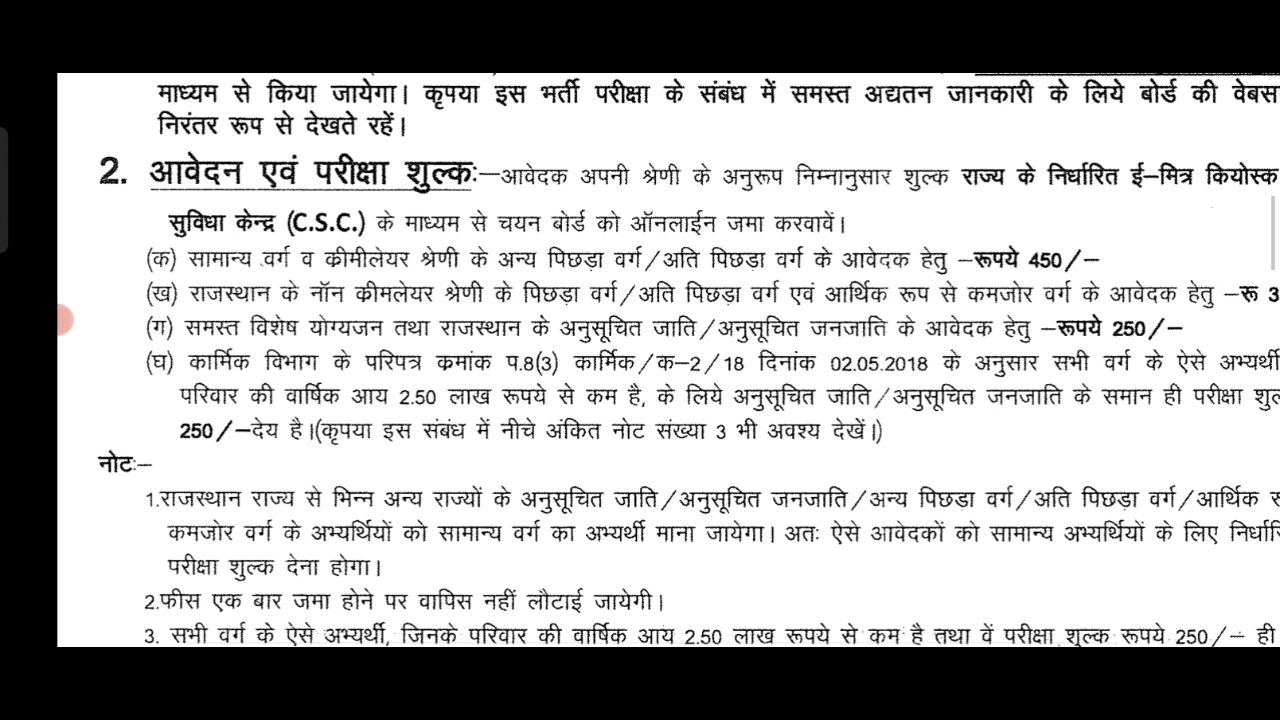 माध्यम से किया जायेगा। कृपया इस भर्ती परीक्षा के संबंध में समस्त अद्यतन जानकारी के लिये बोर्ड की
निरंतर रूप से देखते रहें।
2. आवेदन एवं परीक्षा शुल्कः—आवेदक अपनी श्रेणी के अनुरूप निम्नानुसार शुल्क राज्य के निर्धारित ई—मित्र कियोस्क
सुविधा केन्द्र (C.S.C.) के माध्यम से चयन बोर्ड को ऑनलाईन जमा करवावें।
(क) सामान्य वर्ग व क्रीमीलेयर श्रेणी के अन्य पिछड़ा वर्ग/अति पिछड़ा वर्ग के आवेदक हेतु —रूपये 450/—
(ख) राजस्थान के नॉन क्रीमलेयर श्रेणी के पिछड़ा वर्ग/अति पिछड़ा वर्ग एवं आर्थिक रूप से कमजोर वर्ग के आवेदक हेतु —रू
(ग) समस्त विशेष योग्यजन तथा राजस्थान के अनुसूचित जाति/अनुसूचित जनजाति के आवेदक हेतु —रूपये 250/—
(घ) कार्मिक विभाग के परिपत्र क्रमांक प.8(3) कार्मिक/क—2/18 दिनांक 02.05.2018 के अनुसार सभी वर्ग के ऐसे अभ्यर्थी
परिवार की वार्षिक आय 2.50 लाख रूपये से कम है, के लिये अनुसूचित जाति/अनुसूचित जनजाति के समान ही परीक्षा
250/—देय है।(कृपया इस संबंध में नीचे अंकित नोट संख्या 3 भी अवश्य देखें।)
नोटः—
1.राजस्थान राज्य से भिन्न अन्य राज्यों के अनुसूचित जाति/अनुसूचित जनजाति/अन्य पिछड़ा वर्ग/अति पिछड़ा वर्ग/आर्थिक
कमजोर वर्ग के अभ्यर्थियों को सामान्य वर्ग का अभ्यर्थी माना जायेगा। अतः ऐसे आवेदकों को सामान्य अभ्यर्थियों के लिए
परीक्षा शुल्क देना होगा।
2.फीस एक बार जमा होने पर वापिस नहीं लौटाई जायेगी।
3. सभी वर्ग के ऐसे अभ्यर्थी, जिनके परिवार की वार्षिक आय 2.50 लाख रूपये से कम है तथा वें परीक्षा शुल्क रूपये 250/— ही